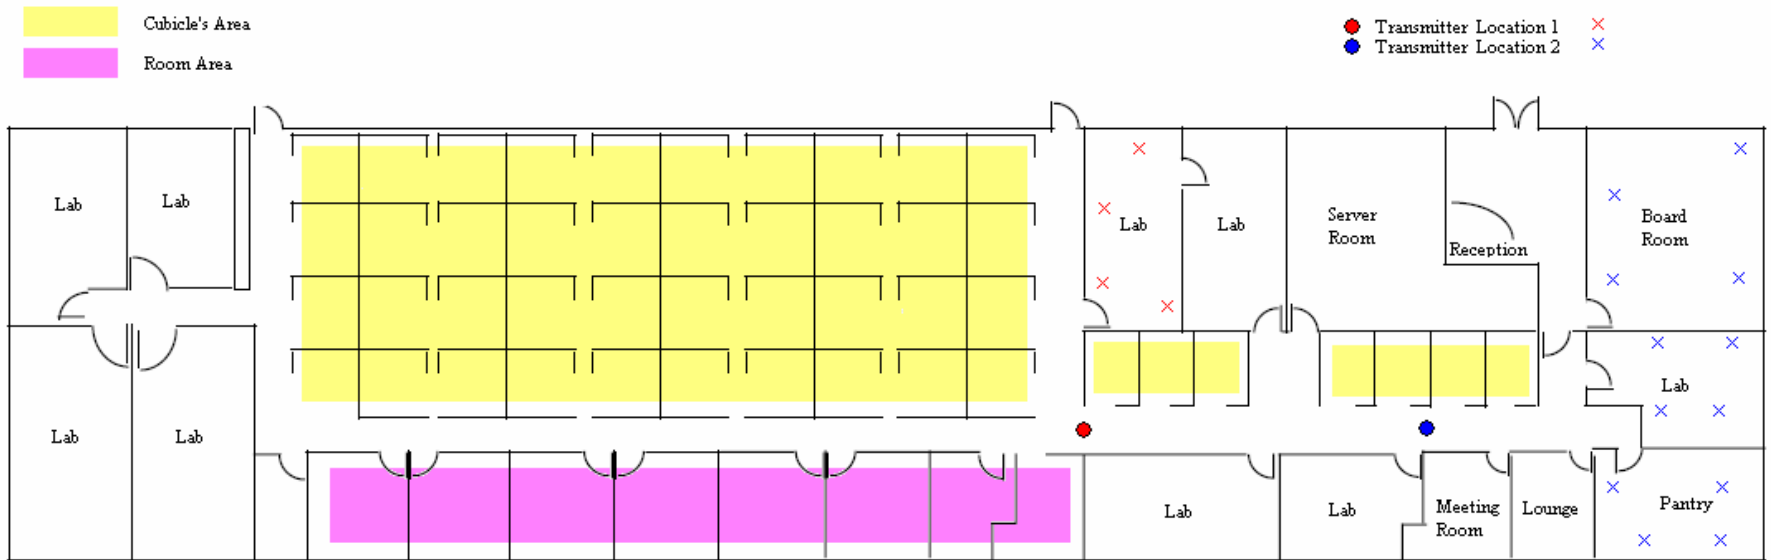 Cubicle's Area
Room Area
Transmitter Location 1
Transmitter Location 2
Lab
Lab
Lab
Lab
Server
Room
Reception
Board
Room
Lab
Lab
Lab
Lab
Lab
Meeting
Room
Lounge
Pantry